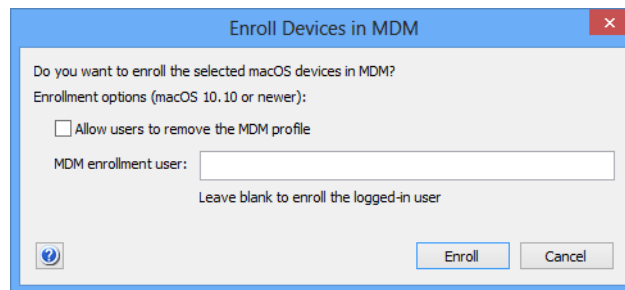 Enroll Devices in MDM
Do you want to enroll the selected macOS devices in MDM?
Enrollment options (macOS 10.10 or newer):
Allow users to remove the MDM profile
MDM enrollment user:
Leave blank to enroll the logged-in user
Enroll Cancel